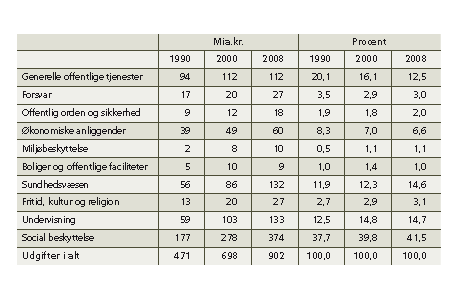 Mia.kr. Procent
1990 2000 2008 1990 2000 2008
Generelle offentlige tjenester 94 112 112 20,1 16,1 12,5
Forsvar 17 20 27 3,5 2,9 3,0
Offentlig orden og sikkerhed 9 12 18 1,9 1,8 2,0
Økonomiske anliggender 39 49 60 8,3 7,0 6,6
Miljøbeskyttelse 2 8 10 0,5 1,1 1,1
Boliger og offentlige faciliteter 5 10 9 1,0 1,4 1,0
Sundhedsvæsen 56 86 132 11,9 12,3 14,6
Fritid, kultur og religion 13 20 27 2,7 2,9 3,1
Undervisning 59 103 133 12,5 14,8 14,7
Social beskyttelse 177 278 374 37,7 39,8 41,5
Udgifter i alt 471 698 902 100,0 100,0 100,0